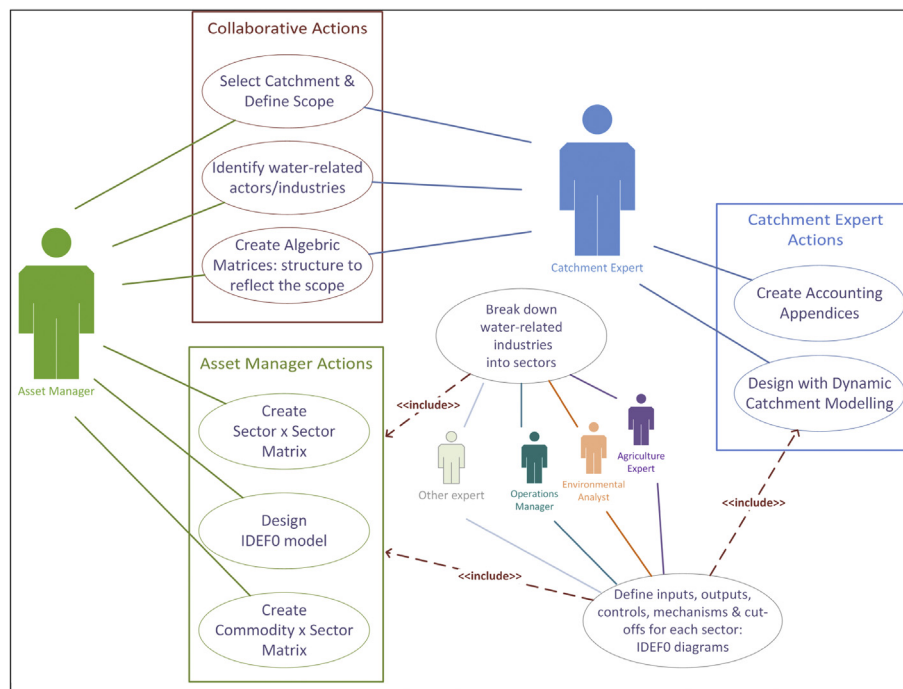 Collaborative Actions
Select Catchment &
Define Scope
Identify water-related
actors/industries
Create Algebric
Matrices: structure to
reflect the scope
Asset Manager
Catchment Expert
Catchment Expert
Actions
Create Accounting
Appendices
Design with Dynamic
Catchment Modelling
Break down
water-related
industries
into sectors
Asset Manager Actions
Create
Sector x Sector
Matrix
Design
IDEF0 model
Create
Commodity x Sector
Matrix
<<include>>
Other expert
Operations
Manager
Environmental
Analyst
Agriculture
Expert
<<include>>
<<include>>
Define inputs, outputs,
controls, mechanisms & cut-
offs for each sector:
IDEF0 diagrams